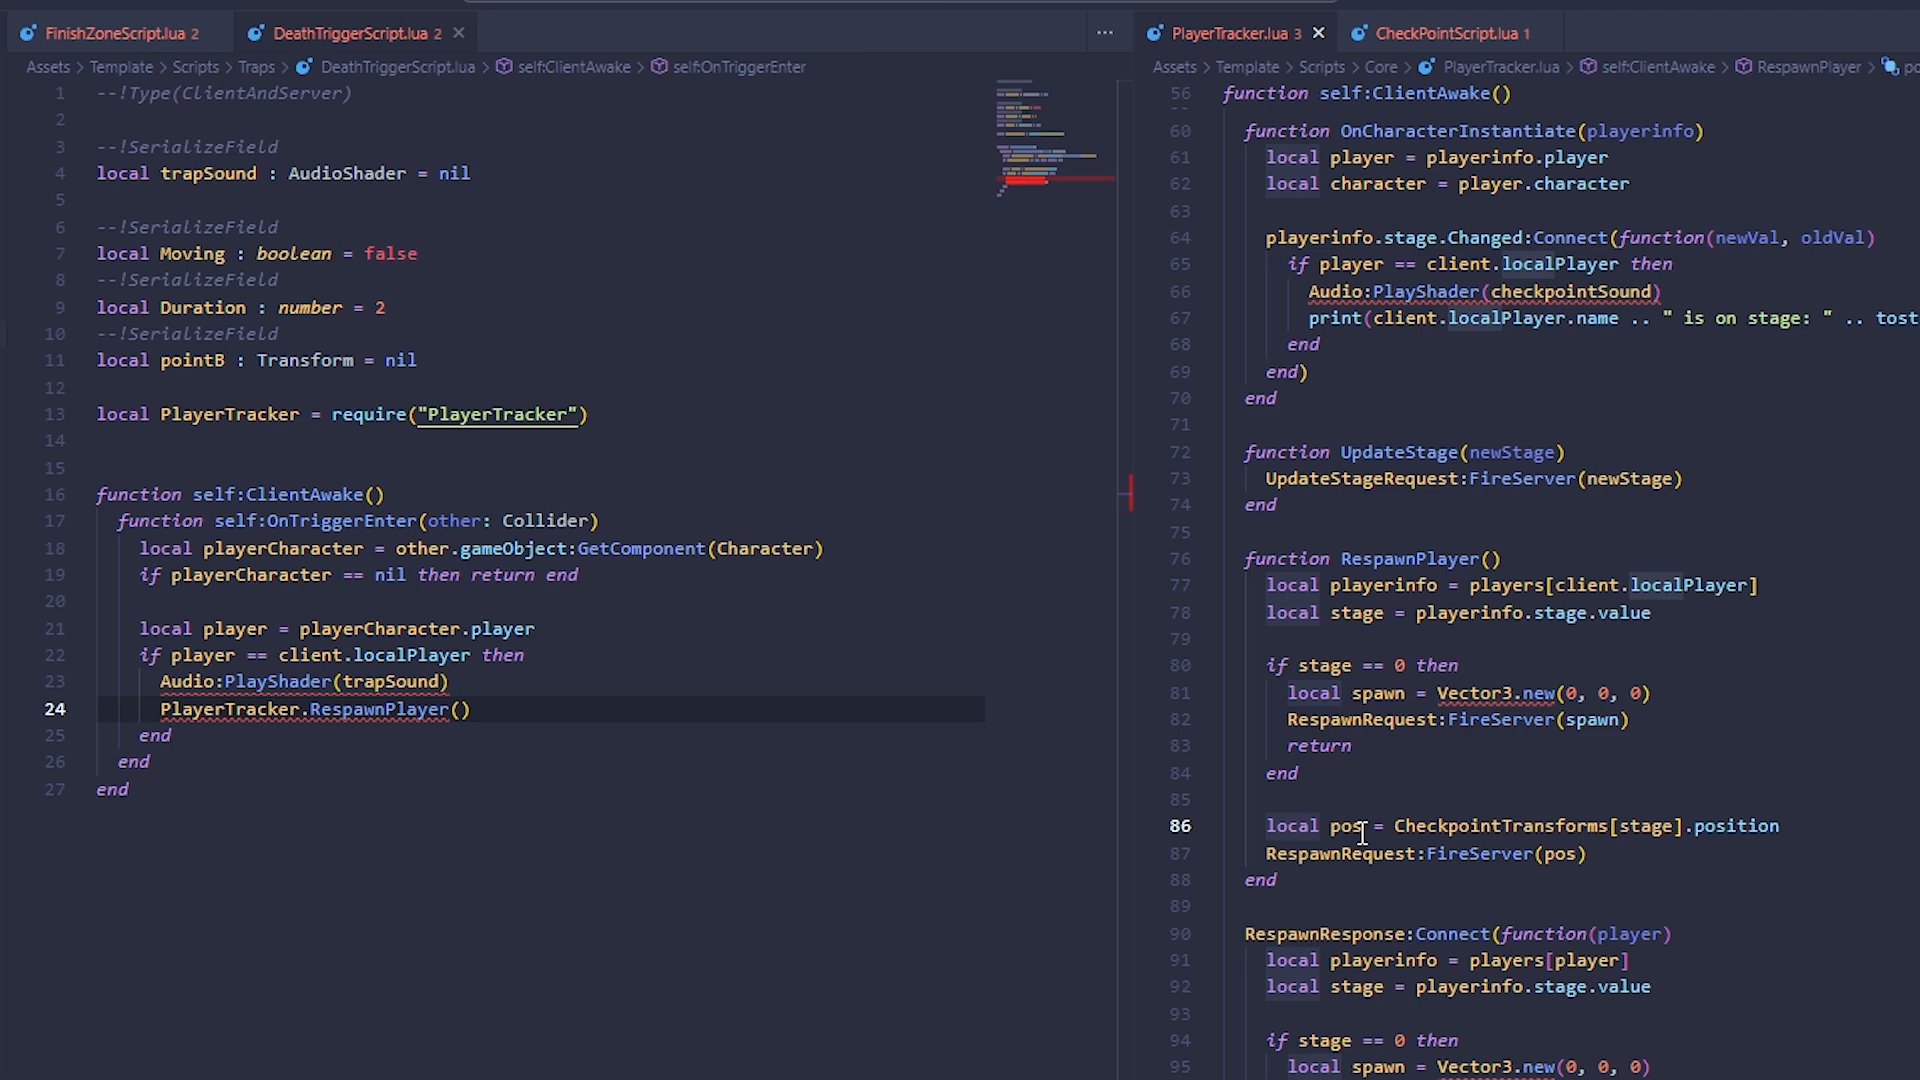 FinishZoneScript.lua 2
DeathTriggerScript.lua 2
Assets > Template > Scripts > Traps > DeathTriggerScript.lua > self:ClientAwake > self:OnTriggerEnter
1 --!Type(ClientAndServer)
2
3 --!SerializeField
4 local trapSound : AudioShader = nil
5
6 --!SerializeField
7 local Moving : boolean = false
8 --!SerializeField
9 local Duration : number = 2
10 --!SerializeField
11 local pointB : Transform = nil
12
13 local PlayerTracker = require("PlayerTracker")
14
15
16 function self:ClientAwake()
17 function self:OnTriggerEnter(other: Collider)
18 local playerCharacter = other.gameObject:GetComponent(Character)
19 if playerCharacter == nil then return end
20
21 local player = playerCharacter.player
22 if player == client.localPlayer then
23 Audio:PlayShader(trapSound)
24 PlayerTracker.RespawnPlayer()
25 end
26 end
27 end
PlayerTracker.lua 3
CheckPointScript.lua 1
Assets > Template > Scripts > Core > PlayerTracker.lua > self:ClientAwake > RespawnPlayer > po
56 function self:ClientAwake()
60 function OnCharacterInstantiate(playerinfo)
61 local player = playerinfo.player
62 local character = player.character
63
64 playerinfo.stage.Changed:Connect(function(newVal, oldVal)
65 if player == client.localPlayer then
66 Audio:PlayShader(checkpointSound)
67 print(client.localPlayer.name .. " is on stage: " .. tost
68 end
69 end)
70 end
71
72 function UpdateStage(newStage)
73 UpdateStageRequest:FireServer(newStage)
74 end
75
76 function RespawnPlayer()
77 local playerinfo = players[client.localPlayer]
78 local stage = playerinfo.stage.value
79
80 if stage == 0 then
81 local spawn = Vector3.new(0, 0, 0)
82 RespawnRequest:FireServer(spawn)
83 return
84 end
85
86 local pos = CheckpointTransforms[stage].position
87 RespawnRequest:FireServer(pos)
88 end
89
90 RespawnResponse:Connect(function(player)
91 local playerinfo = players[player]
92 local stage = playerinfo.stage.value
93
94 if stage == 0 then
95 local spawn = Vector3.new(0, 0, 0)